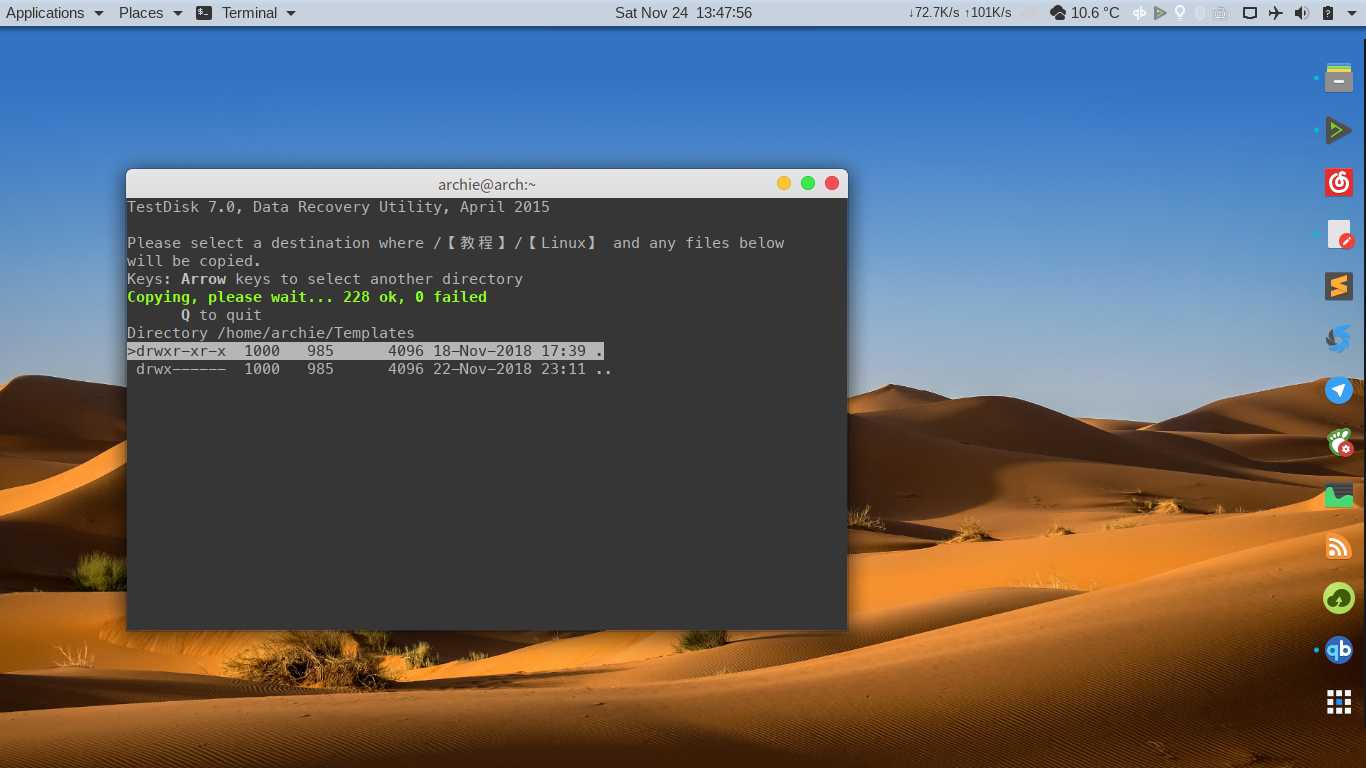 Applications Places Terminal Sat Nov 24 13:47:56 ↓72.7K/s ↑101K/s 10.6 °C
archie@arch:~
TestDisk 7.0, Data Recovery Utility, April 2015
Please select a destination where /【教程】/【Linux】 and any files below
will be copied.
Keys: Arrow keys to select another directory
Copying, please wait... 228 ok, 0 failed
Q to quit
Directory /home/archie/Templates
>drwxr-xr-x 1000 985 4096 18-Nov-2018 17:39 .
drwx------ 1000 985 4096 22-Nov-2018 23:11 ..
qb